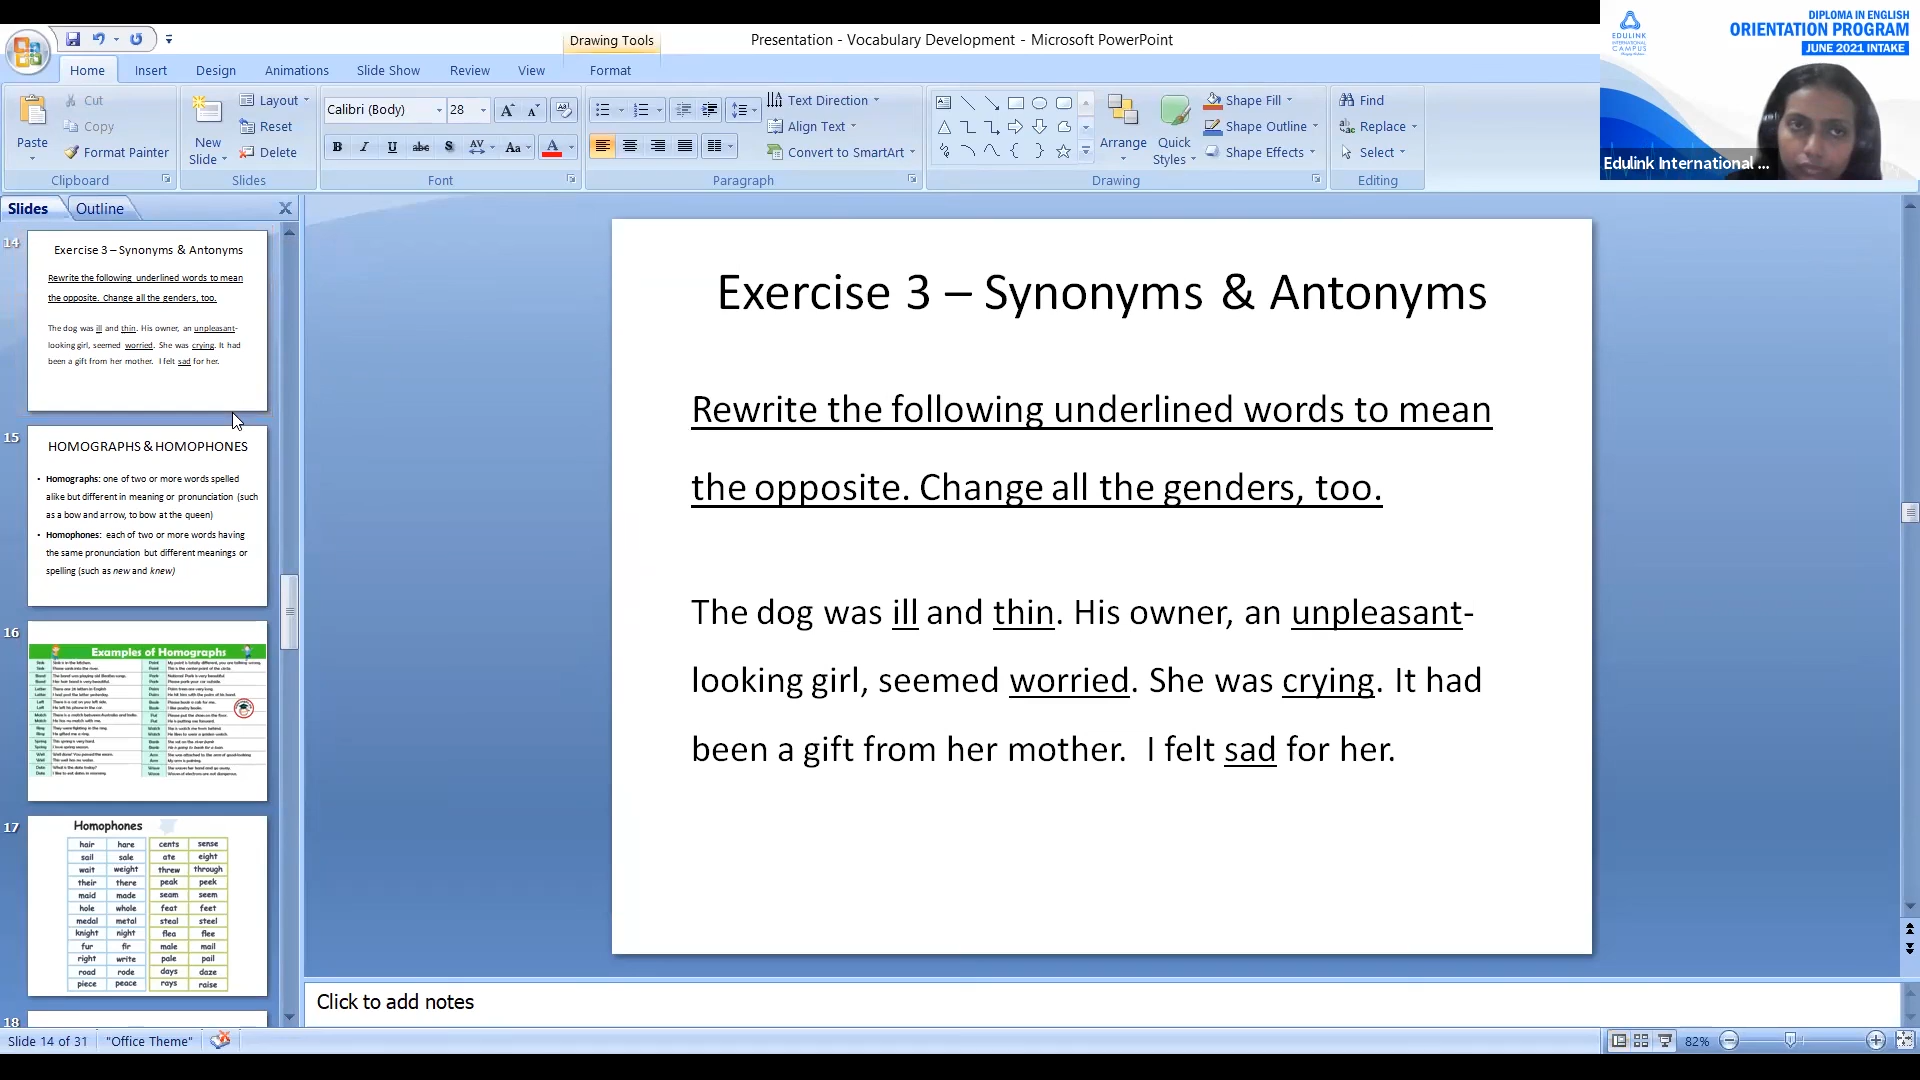 Presentation - Vocabulary Development - Microsoft PowerPoint
Drawing Tools
Home Insert Design Animations Slide Show Review View Format
Paste
Cut
Copy
Format Painter
Clipboard
New Slide
Layout
Reset
Delete
Slides
Calibri (Body) 28
Font
Paragraph
Text Direction
Align Text
Convert to SmartArt
Drawing
Arrange
Quick Styles
Shape Fill
Shape Outline
Shape Effects
Find
Replace
Select
Editing
EDULINK
INTERNATIONAL
CAMPUS
DIPLOMA IN ENGLISH
ORIENTATION PROGRAM
JUNE 2021 INTAKE
Edulink International ...
Slides Outline
14
Exercise 3 – Synonyms & Antonyms
Rewrite the following underlined words to mean
the opposite. Change all the genders, too.
The dog was ill and thin. His owner, an unpleasant-
looking girl, seemed worried. She was crying. It had
been a gift from her mother. I felt sad for her.
15
HOMOGRAPHS & HOMOPHONES
• Homographs: one of two or more words spelled
alike but different in meaning or pronunciation (such
as a bow and arrow, to bow at the queen)
• Homophones: each of two or more words having
the same pronunciation but different meanings or
spelling (such as new and knew)
16
Examples of Homographs
17
Homophones
hair hare cents sense
sail sale ate eight
wait weight threw through
their there peak peek
maid made seam seem
hole whole feat feet
medal metal steal steel
knight night flea flee
fur fir male mail
right write pale pail
road rode days daze
piece peace rays raise
18
Exercise 3 – Synonyms & Antonyms
Rewrite the following underlined words to mean
the opposite. Change all the genders, too.
The dog was ill and thin. His owner, an unpleasant-
looking girl, seemed worried. She was crying. It had
been a gift from her mother.  I felt sad for her.
Click to add notes
Slide 14 of 31 "Office Theme" 82%